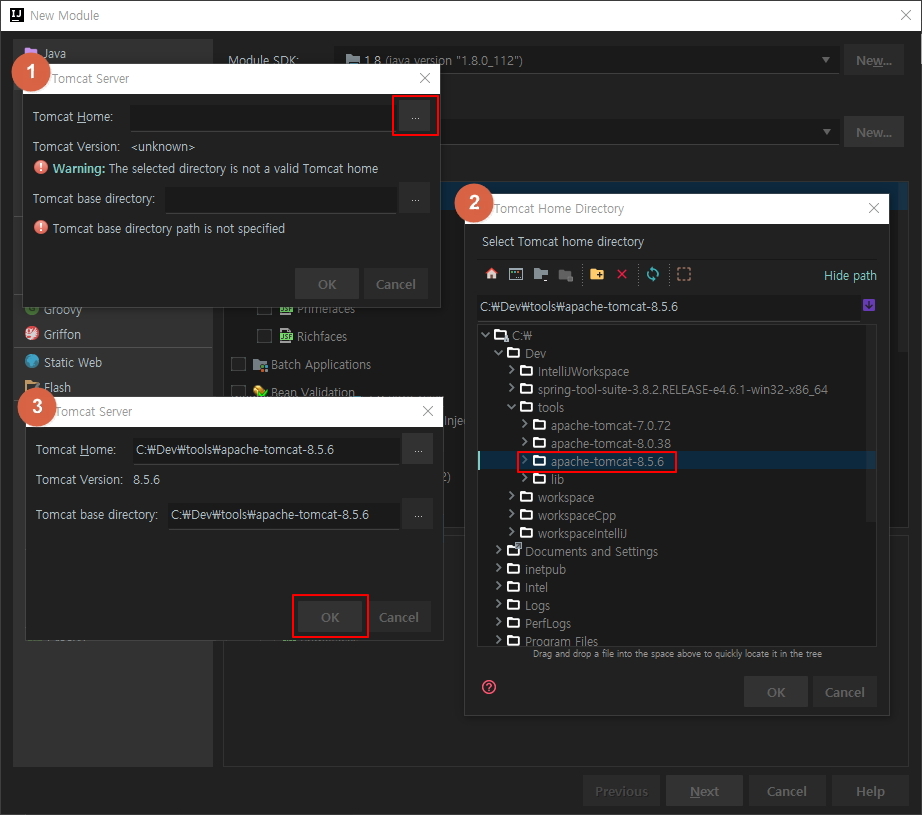 New Module
Java
Module SDK:
1.8 (java version "1.8.0_112")
New...
New...
1
Tomcat Server
Tomcat Home:
...
Tomcat Version: <unknown>
Warning: The selected directory is not a valid Tomcat home
Tomcat base directory:
...
Tomcat base directory path is not specified
OK
Cancel
Groovy
Griffon
Static Web
Flash
Primefaces
Richfaces
Batch Applications
Bean Validation
2
Tomcat Home Directory
Select Tomcat home directory
Hide path
C:₩Dev₩tools₩apache-tomcat-8.5.6
C:₩
Dev
IntelliJWorkspace
spring-tool-suite-3.8.2.RELEASE-e4.6.1-win32-x86_64
tools
apache-tomcat-7.0.72
apache-tomcat-8.0.38
apache-tomcat-8.5.6
lib
workspace
workspaceCpp
workspaceIntelliJ
Documents and Settings
inetpub
Intel
Logs
PerfLogs
Program Files
Drag and drop a file into the space above to quickly locate it in the tree
OK
Cancel
3
Tomcat Server
Tomcat Home: C:₩Dev₩tools₩apache-tomcat-8.5.6
...
Tomcat Version: 8.5.6
Tomcat base directory: C:₩Dev₩tools₩apache-tomcat-8.5.6
...
OK
Cancel
Previous
Next
Cancel
Help